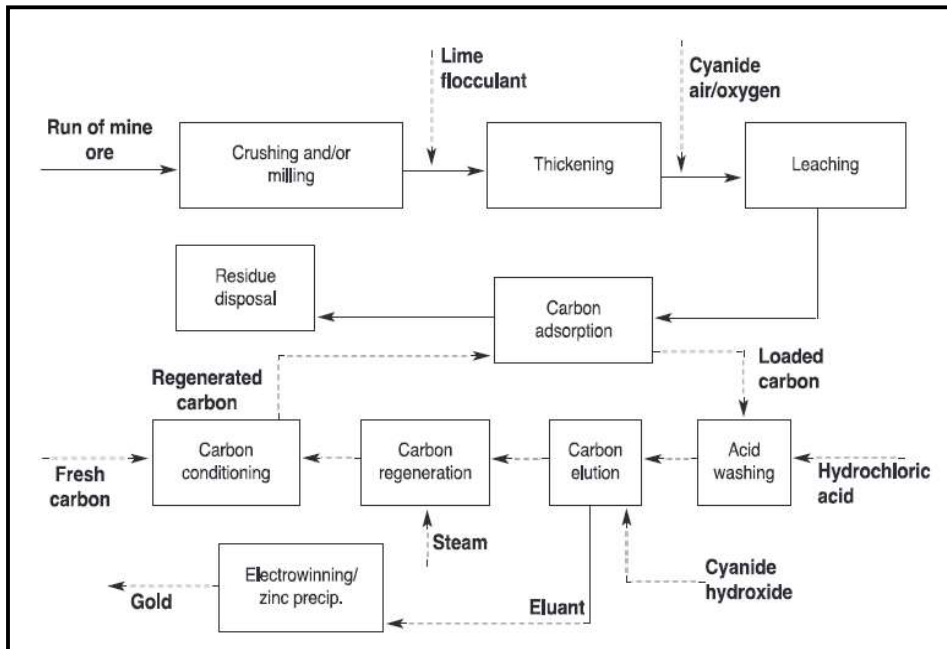 Lime
flocculant
Cyanide
air/oxygen
Run of mine
ore
Crushing and/or
milling
Thickening
Leaching
Residue
disposal
Carbon
adsorption
Regenerated
carbon
Loaded
carbon
Carbon
conditioning
Carbon
regeneration
Carbon
elution
Acid
washing
Fresh
carbon
Hydrochloric
acid
Steam
Electrowinning/
zinc precip.
Cyanide
hydroxide
Gold
Eluant